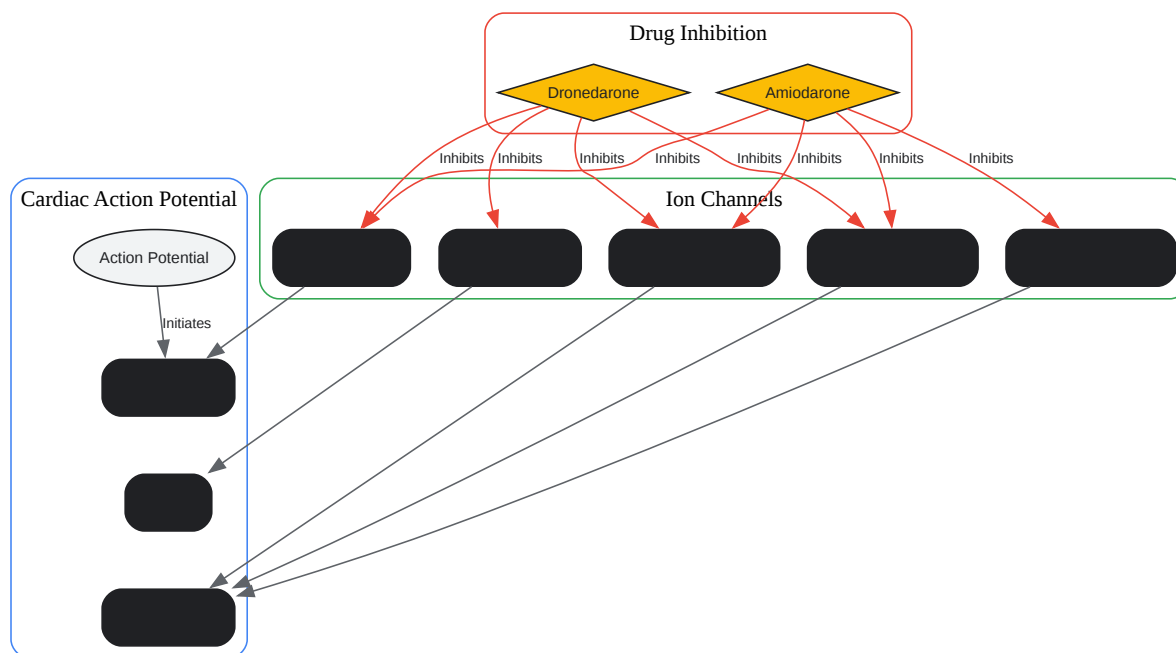 Drug Inhibition
Dronedarone
Amiodarone
Inhibits
Inhibits
Inhibits
Inhibits
Inhibits
Inhibits
Inhibits
Inhibits
Cardiac Action Potential
Ion Channels
Action Potential
Initiates